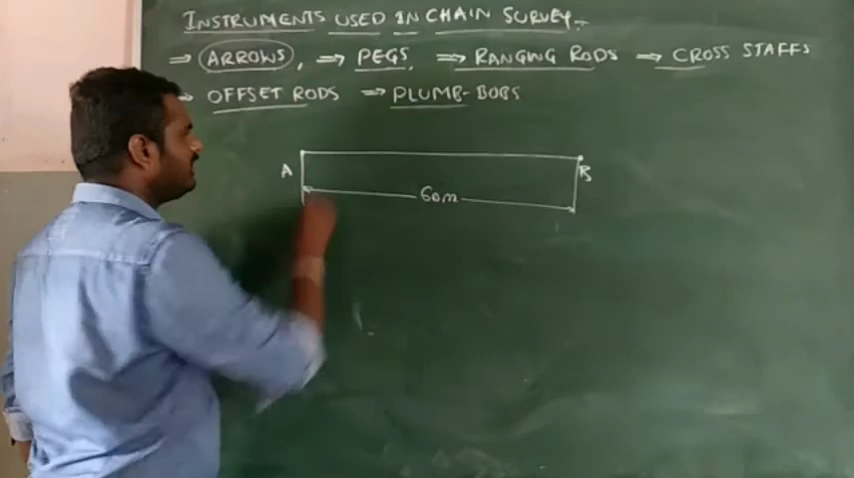 INSTRUMENTS USED IN CHAIN SURVEY:-
⇒ ARROWS, ⇒ PEGS, ⇒ RANGING RODS ⇒ CROSS STAFFS
⇒ OFFSET RODS ⇒ PLUMB-BOBS
A B
60m